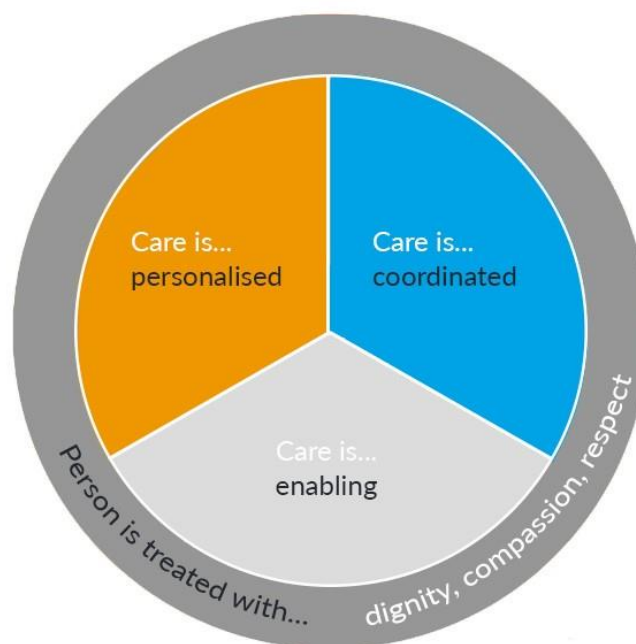 Care is...
personalised
Care is...
coordinated
Care is...
enabling
Person is treated with...
dignity, compassion, respect